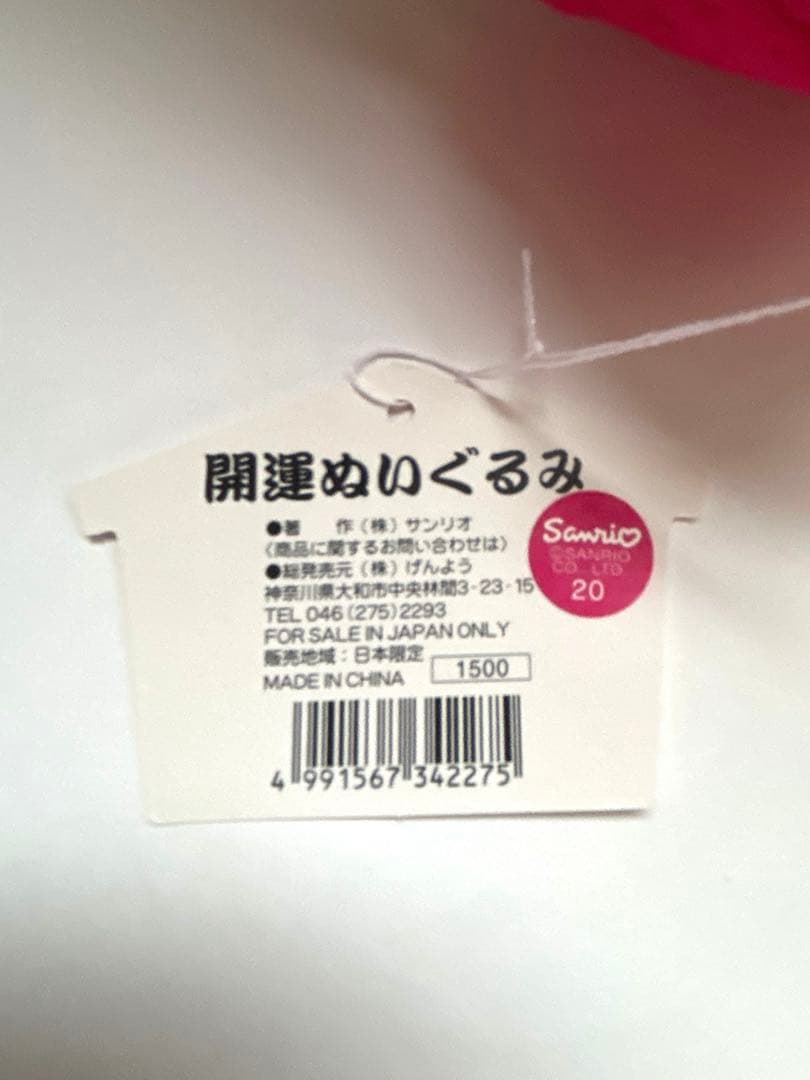 開運ぬいぐるみ
●著　作（株）サンリオ
〈商品に関するお問い合わせは〉
●総発売元（株）げんよう
神奈川県大和市中央林間3-23-15
TEL 046(275)2293
FOR SALE IN JAPAN ONLY
販売地域：日本限定
MADE IN CHINA
1500
4 991567 342275
Sanrio
©SANRIO
CO., LTD.
20